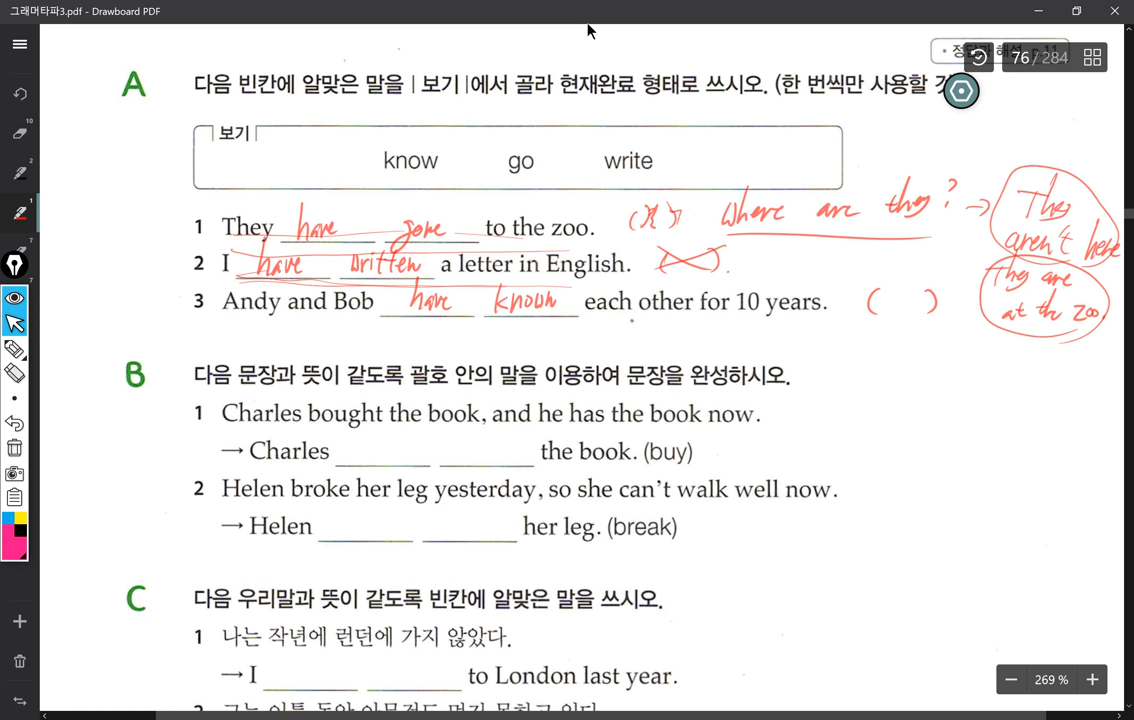 그래머타파3.pdf - Drawboard PDF
76 / 284
A 다음 빈칸에 알맞은 말을 | 보기 |에서 골라 현재완료 형태로 쓰시오. (한 번씩만 사용할 것
보기
know go write
1 They have gone to the zoo. Where are they? → They aren't here
2 I have written a letter in English. They are at the zoo.
3 Andy and Bob have known each other for 10 years. ( )
B 다음 문장과 뜻이 같도록 괄호 안의 말을 이용하여 문장을 완성하시오.
1 Charles bought the book, and he has the book now.
→ Charles the book. (buy)
2 Helen broke her leg yesterday, so she can't walk well now.
→ Helen her leg. (break)
C 다음 우리말과 뜻이 같도록 빈칸에 알맞은 말을 쓰시오.
1 나는 작년에 런던에 가지 않았다.
→ I to London last year.
269 %